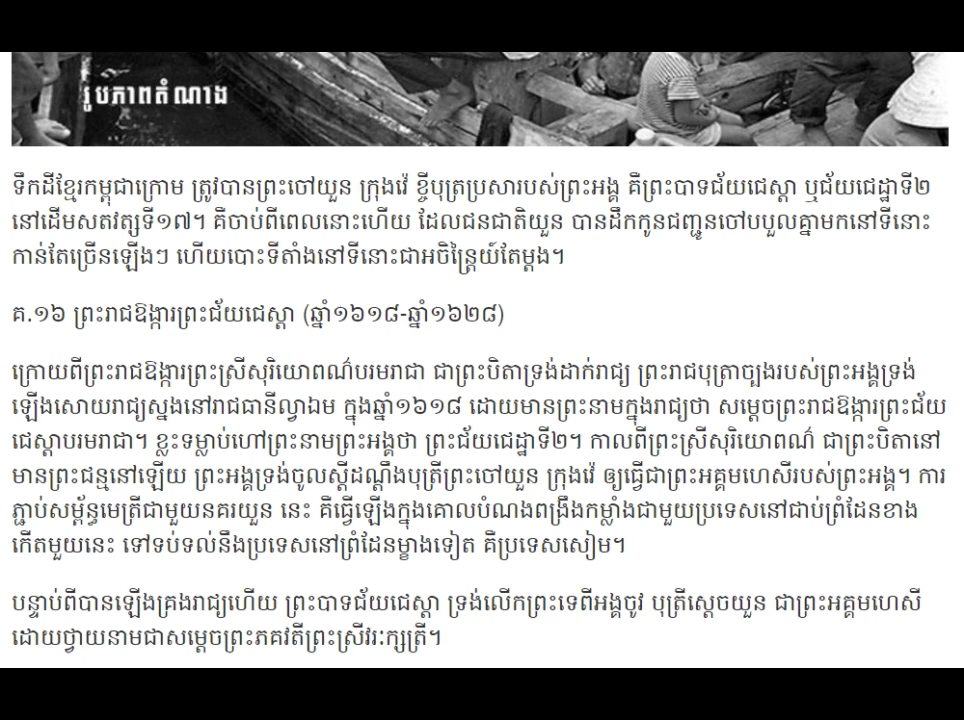 រូបភាពតំណាង
ទឹកដីខ្មែរកម្ពុជាក្រោម ត្រូវបានព្រះចៅយួន ក្រុងវ៉េ ខ្ចីបុត្រប្រសារបស់ព្រះអង្គ គឺព្រះបាទជ័យជេស្តា ឬជ័យជេដ្ឋាទី២
នៅដើមសតវត្សទី១៧។ គឺចាប់ពីពេលនោះហើយ ដែលជនជាតិយួន បានដឹកកូនជញ្ជូនចៅបបួលគ្នាមកនៅទីនោះ
កាន់តែច្រើនឡើងៗ ហើយបោះទីតាំងនៅទីនោះជាអចិន្ត្រៃយ៍តែម្តង។
គ.១៦ ព្រះរាជឱង្ការព្រះជ័យជេស្តា (ឆ្នាំ១៦១៨-ឆ្នាំ១៦២៨)
ក្រោយពីព្រះរាជឱង្ការព្រះស្រីសុរិយោពណ៌បរមរាជា ជាព្រះបិតាទ្រង់ដាក់រាជ្យ ព្រះរាជបុត្រាច្បងរបស់ព្រះអង្គទ្រង់
ឡើងសោយរាជ្យស្នងនៅរាជធានីល្វាឯម ក្នុងឆ្នាំ១៦១៨ ដោយមានព្រះនាមក្នុងរាជ្យថា សម្តេចព្រះរាជឱង្ការព្រះជ័យ
ជេស្តាបរមរាជា។ ខ្លះទម្លាប់ហៅព្រះនាមព្រះអង្គថា ព្រះជ័យជេដ្ឋាទី២។ កាលពីព្រះស្រីសុរិយោពណ៌ ជាព្រះបិតានៅ
មានព្រះជន្មនៅឡើយ ព្រះអង្គទ្រង់ចូលស្តីដណ្តឹងបុត្រីព្រះចៅយួន ក្រុងវ៉េ ឲ្យធ្វើជាព្រះអគ្គមហេសីរបស់ព្រះអង្គ។ ការ
ភ្ជាប់សម្ព័ន្ធមេត្រីជាមួយនគរយួន នេះ គឺធ្វើឡើងក្នុងគោលបំណងពង្រឹងកម្លាំងជាមួយប្រទេសនៅជាប់ព្រំដែនខាង
កើតមួយនេះ ទៅទប់ទល់នឹងប្រទេសនៅព្រំដែនម្ខាងទៀត គឺប្រទេសសៀម។
បន្ទាប់ពីបានឡើងគ្រងរាជ្យហើយ ព្រះបាទជ័យជេស្តា ទ្រង់លើកព្រះទេពីអង្គចូវ បុត្រីស្តេចយួន ជាព្រះអគ្គមហេសី
ដោយថ្វាយនាមជាសម្តេចព្រះភគវតីព្រះស្រីវរៈក្សត្រី។